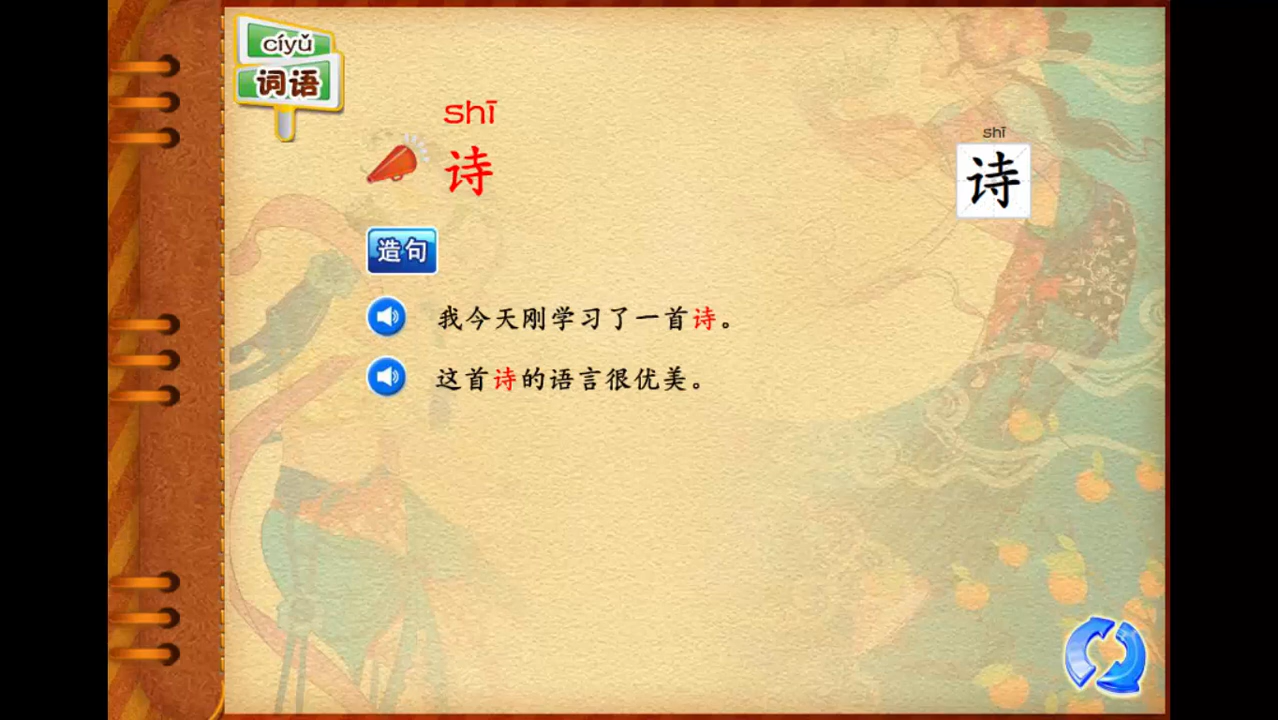 cíyǔ
词语
shī
诗
shī
诗
造句
我今天刚学习了一首诗。
这首诗的语言很优美。